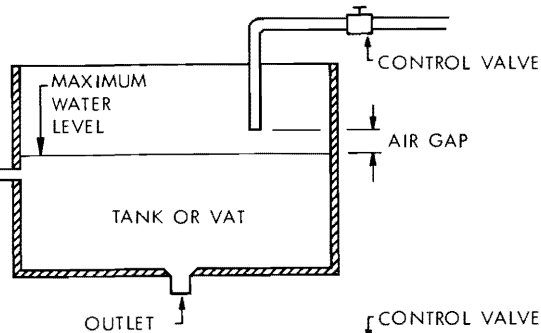 CONTROL VALVE
MAXIMUM
WATER
LEVEL
AIR GAP
TANK OR VAT
OUTLET
CONTROL VALVE